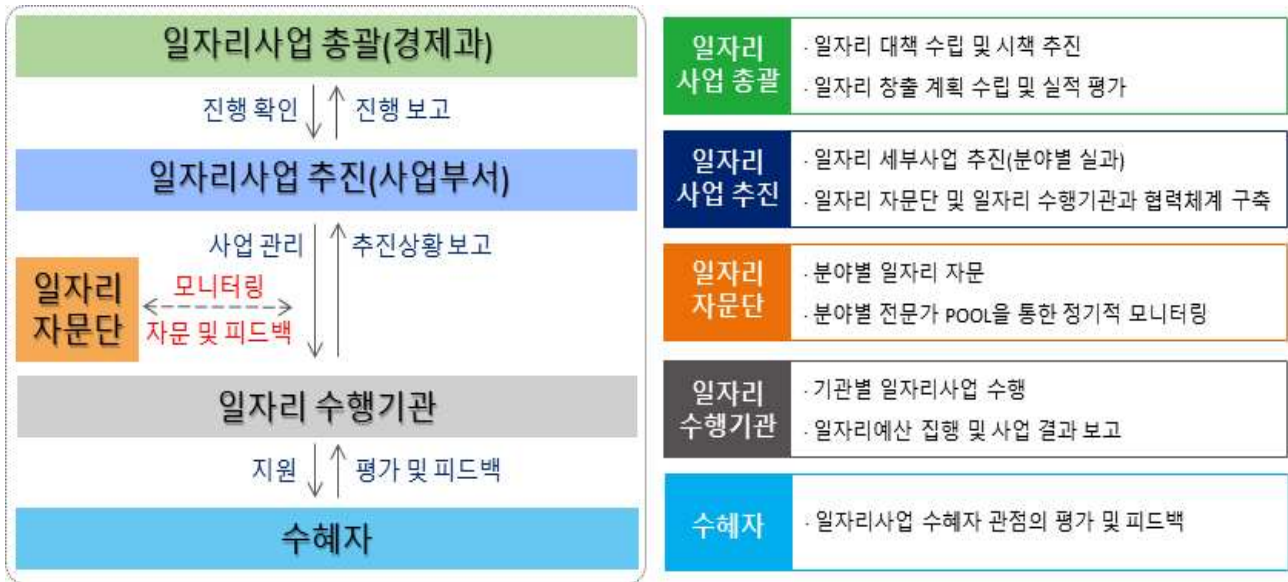 일자리사업 총괄(경제과)
진행 확인
진행 보고
일자리사업 추진(사업부서)
사업 관리
추진상황 보고
일자리
자문단
모니터링
자문 및 피드백
일자리 수행기관
지원
평가 및 피드백
수혜자
일자리
사업 총괄
· 일자리 대책 수립 및 시책 추진
· 일자리 창출 계획 수립 및 실적 평가
일자리
사업 추진
· 일자리 세부사업 추진(분야별 실과)
· 일자리 자문단 및 일자리 수행기관과 협력체계 구축
일자리
자문단
· 분야별 일자리 자문
· 분야별 전문가 POOL을 통한 정기적 모니터링
일자리
수행기관
· 기관별 일자리사업 수행
· 일자리예산 집행 및 사업 결과 보고
수혜자
· 일자리사업 수혜자 관점의 평가 및 피드백